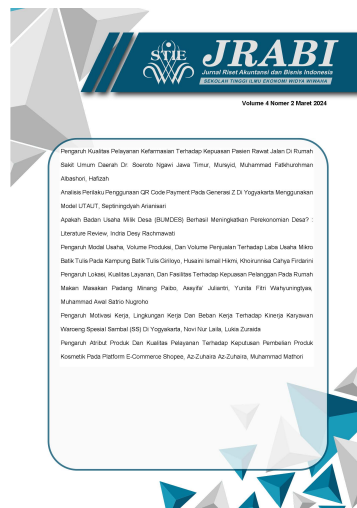 STIE
JRABI
Jurnal Riset Akuntansi dan Bisnis Indonesia
SEKOLAH TINGGI ILMU EKONOMI WIDYA WIWAHA
Volume 4 Nomer 2 Maret 2024
Pengaruh Kualitas Pelayanan Kefarmasian Terhadap Kepuasan Pasien Rawat Jalan Di Rumah
Sakit Umum Daerah Dr. Soeroto Ngawi Jawa Timur, Mursyid, Muhammad Fatkhurohman
Albashori, Hafizah
Analisis Perilaku Penggunaan QR Code Payment Pada Generasi Z Di Yogyakarta Menggunakan
Model UTAUT, Septiningdyah Arianisari
Apakah Badan Usaha Milik Desa (BUMDES) Berhasil Meningkatkan Perekonomian Desa? :
Literature Review, Indria Desy Rachmawati
Pengaruh Model Usaha, Volume Produksi, Dan Volume Penjualan Terhadap Laba Usaha Mikro
Batik Tulis Pada Kampung Batik Tulis Giriloyo, Husaini Ismail Hikmi, Khoirunnisa Cahya Firdarini
Pengaruh Lokasi, Kualitas Layanan, Dan Fasilitas Terhadap Kepuasan Pelanggan Pada Rumah
Makan Masakan Padang Minang Paibo, Assyifa' Juliantri, Yunita Fitri Wahyuningtyas,
Muhammad Awal Satrio Nugroho
Pengaruh Motivasi Kerja, Lingkungan Kerja Dan Beban Kerja Terhadap Kinerja Karyawan
Waroeng Spesial Sambal (SS) Di Yogyakarta, Novi Nur Laila, Lukia Zuraida
Pengaruh Atribut Produk Dan Kualitas Pelayanan Terhadap Keputusan Pembelian Produk
Kosmetik Pada Platform E-Commerce Shopee, Az-Zuhaira Az-Zuhaira, Muhammad Mathori